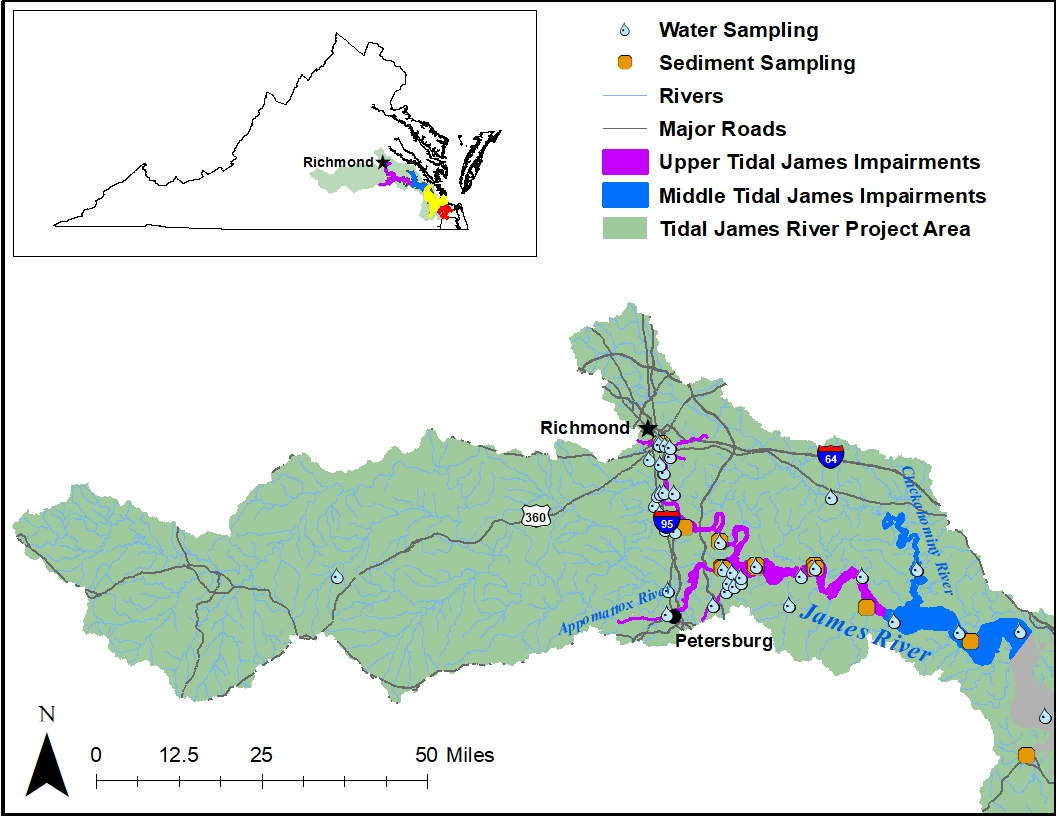 Richmond
Water Sampling
Sediment Sampling
Rivers
Major Roads
Upper Tidal James Impairments
Middle Tidal James Impairments
Tidal James River Project Area
Richmond
64
Chickahominy River
360
95
Appomattox River
James River
Petersburg
N
0 12.5 25 50 Miles